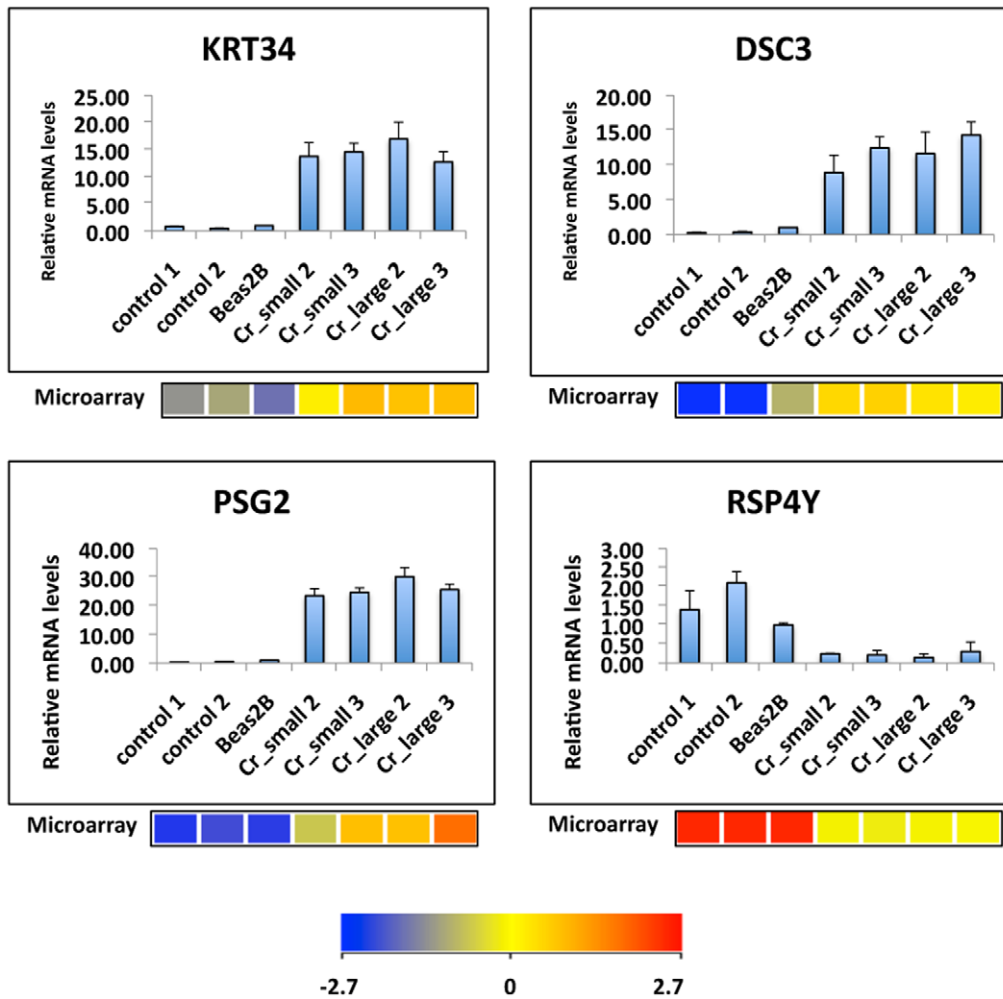 KRT34
Relative mRNA levels
25.00
20.00
15.00
10.00
5.00
0.00
control 1
control 2
Beas2B
Cr_small 2
Cr_small 3
Cr_large 2
Cr_large 3
Microarray
DSC3
Relative mRNA levels
20.00
15.00
10.00
5.00
0.00
control 1
control 2
Beas2B
Cr_small 2
Cr_small 3
Cr_large 2
Cr_large 3
Microarray
PSG2
Relative mRNA levels
40.00
30.00
20.00
10.00
0.00
control 1
control 2
Beas2B
Cr_small 2
Cr_small 3
Cr_large 2
Cr_large 3
Microarray
RSP4Y
Relative mRNA levels
3.00
2.50
2.00
1.50
1.00
0.50
0.00
control 1
control 2
Beas2B
Cr_small 2
Cr_small 3
Cr_large 2
Cr_large 3
Microarray
-2.7 0 2.7